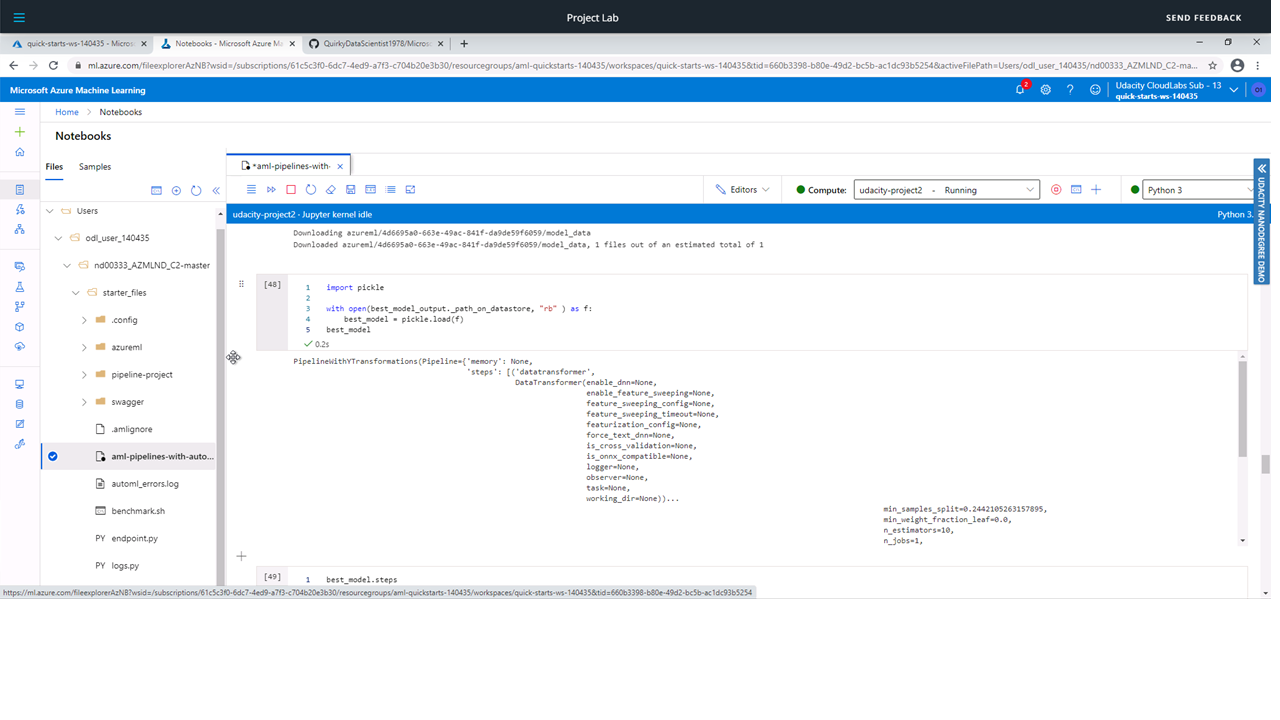 Project Lab
SEND FEEDBACK
quick-starts-ws-140435 - Micros
Notebooks - Microsoft Azure Ma
QuirkyDataScientist1978/Micros
ml.azure.com/fileexplorerAzNB?wsid=/subscriptions/61c5c3f0-6dc7-4ed9-a7f3-c704b20e3b30/resourcegroups/aml-quickstarts-140435/workspaces/quick-starts-ws-140435&tid=660b3398-b80e-49d2-bc5b-ac1dc93b5254&activeFilePath=Users/odl_user_140435/nd00333_AZMLND_C2-ma...
Microsoft Azure Machine Learning
2
Udacity CloudLabs Sub - 13
quick-starts-ws-140435
Home
Notebooks
Notebooks
Files
Samples
*aml-pipelines-with-
Editors
Compute:
udacity-project2 - Running
Python 3
UDACITY NANODEGREE DEMO
Users
odl_user_140435
nd00333_AZMLND_C2-master
starter_files
.config
azureml
pipeline-project
swagger
.amlignore
aml-pipelines-with-auto...
automl_errors.log
benchmark.sh
PY endpoint.py
PY logs.py
udacity-project2 - Jupyter kernel idle
Python 3.
Downloading azureml/4d6695a0-663e-49ac-841f-da9de59f6059/model_data
Downloaded azureml/4d6695a0-663e-49ac-841f-da9de59f6059/model_data, 1 files out of an estimated total of 1
[48]
1 import pickle
2
3 with open(best_model_output._path_on_datastore, "rb" ) as f:
4 best_model = pickle.load(f)
5 best_model
0.2s
PipelineWithYTransformations(Pipeline={'memory': None,
'steps': [('datatransformer',
DataTransformer(enable_dnn=None,
enable_feature_sweeping=None,
feature_sweeping_config=None,
feature_sweeping_timeout=None,
featurization_config=None,
force_text_dnn=None,
is_cross_validation=None,
is_onnx_compatible=None,
logger=None,
observer=None,
task=None,
working_dir=None))...
min_samples_split=0.2442105263157895,
min_weight_fraction_leaf=0.0,
n_estimators=10,
n_jobs=1,
[49]
1 best_model.steps
https://ml.azure.com/fileexplorerAzNB?wsid=/subscriptions/61c5c3f0-6dc7-4ed9-a7f3-c704b20e3b30/resourcegroups/aml-quickstarts-140435/workspaces/quick-starts-ws-140435&tid=660b3398-b80e-49d2-bc5b-ac1dc93b5254